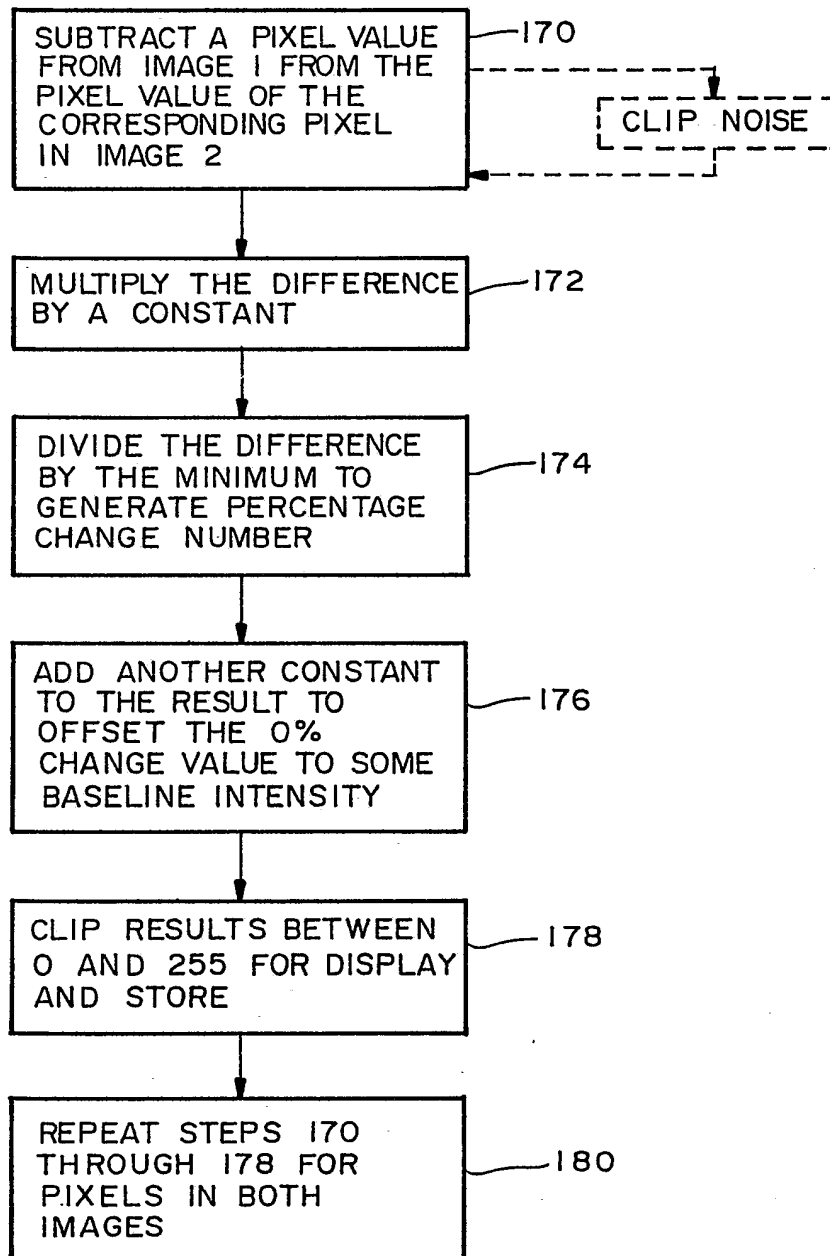 SUBTRACT A PIXEL VALUE
FROM IMAGE 1 FROM THE
PIXEL VALUE OF THE
CORRESPONDING PIXEL
IN IMAGE 2
170
CLIP NOISE
MULTIPLY THE DIFFERENCE
BY A CONSTANT
172
DIVIDE THE DIFFERENCE
BY THE MINIMUM TO
GENERATE PERCENTAGE
CHANGE NUMBER
174
ADD ANOTHER CONSTANT
TO THE RESULT TO
OFFSET THE 0%
CHANGE VALUE TO SOME
BASELINE INTENSITY
176
CLIP RESULTS BETWEEN
0 AND 255 FOR DISPLAY
AND STORE
178
REPEAT STEPS 170
THROUGH 178 FOR
PIXELS IN BOTH
IMAGES
180